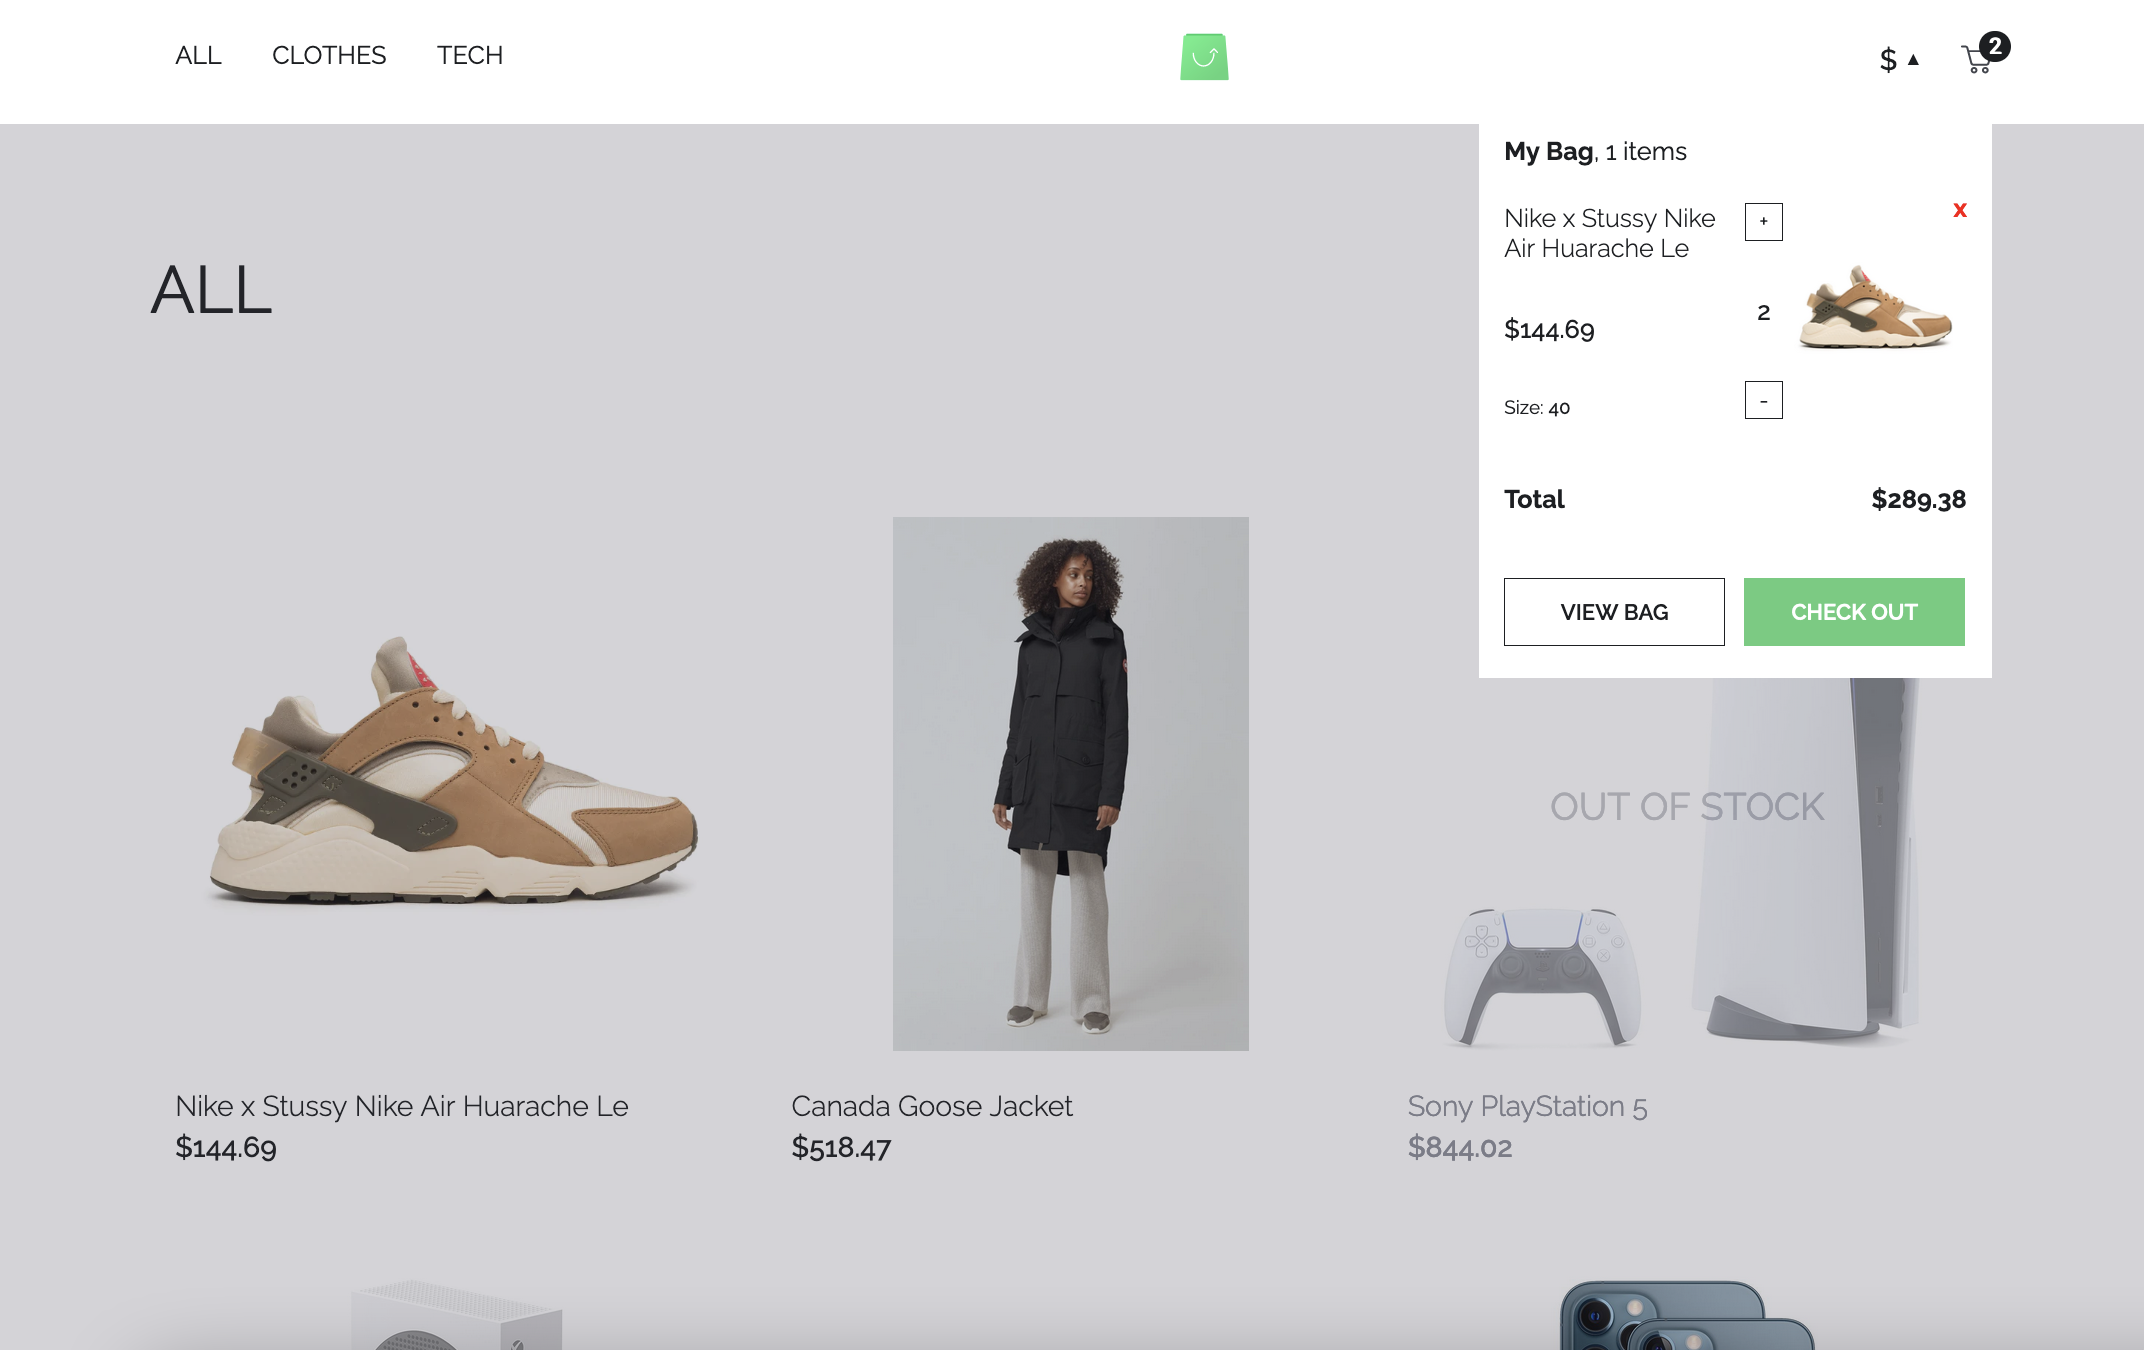 ALL CLOTHES TECH
$ ▲ 2
My Bag, 1 items
Nike x Stussy Nike
Air Huarache Le
+
x
$144.69
2
Size: 40
-
Total $289.38
VIEW BAG CHECK OUT
ALL
OUT OF STOCK
Nike x Stussy Nike Air Huarache Le
$144.69
Canada Goose Jacket
$518.47
Sony PlayStation 5
$844.02